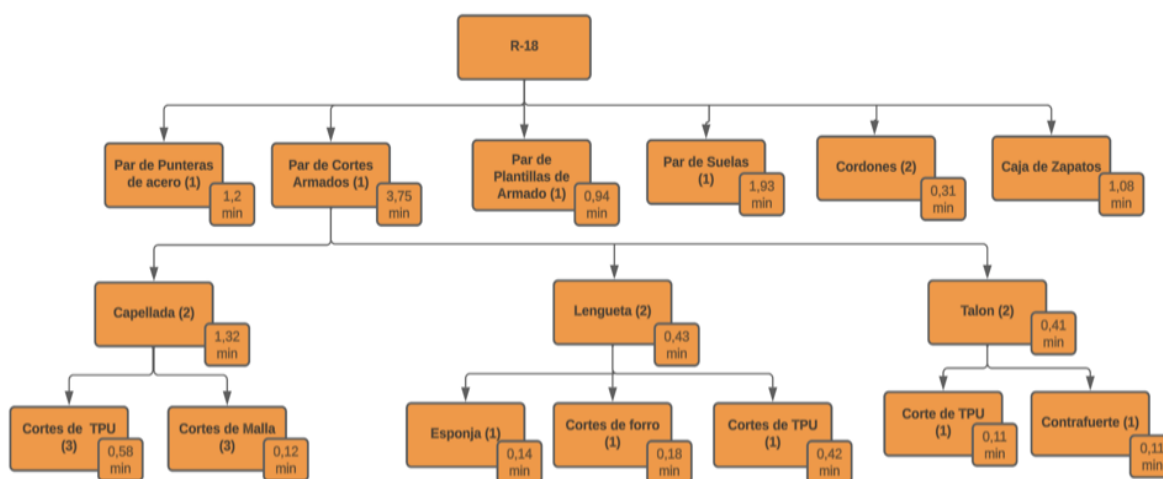 R-18
Par de Punteras
de acero (1)
1,2
min
Par de Cortes
Armados (1)
3,75
min
Par de
Plantillas de
Armado (1)
0,94
min
Par de Suelas
(1)
1,93
min
Cordones (2)
0,31
min
Caja de Zapatos
1,08
min
Capellada (2)
1,32
min
Lengueta (2)
0,43
min
Talon (2)
0,41
min
Cortes de TPU
(3)
0,58
min
Cortes de Malla
(3)
0,12
min
Esponja (1)
0,14
min
Cortes de forro
(1)
0,18
min
Cortes de TPU
(1)
0,42
min
Corte de TPU
(1)
0,11
min
Contrafuerte (1)
0,11
min